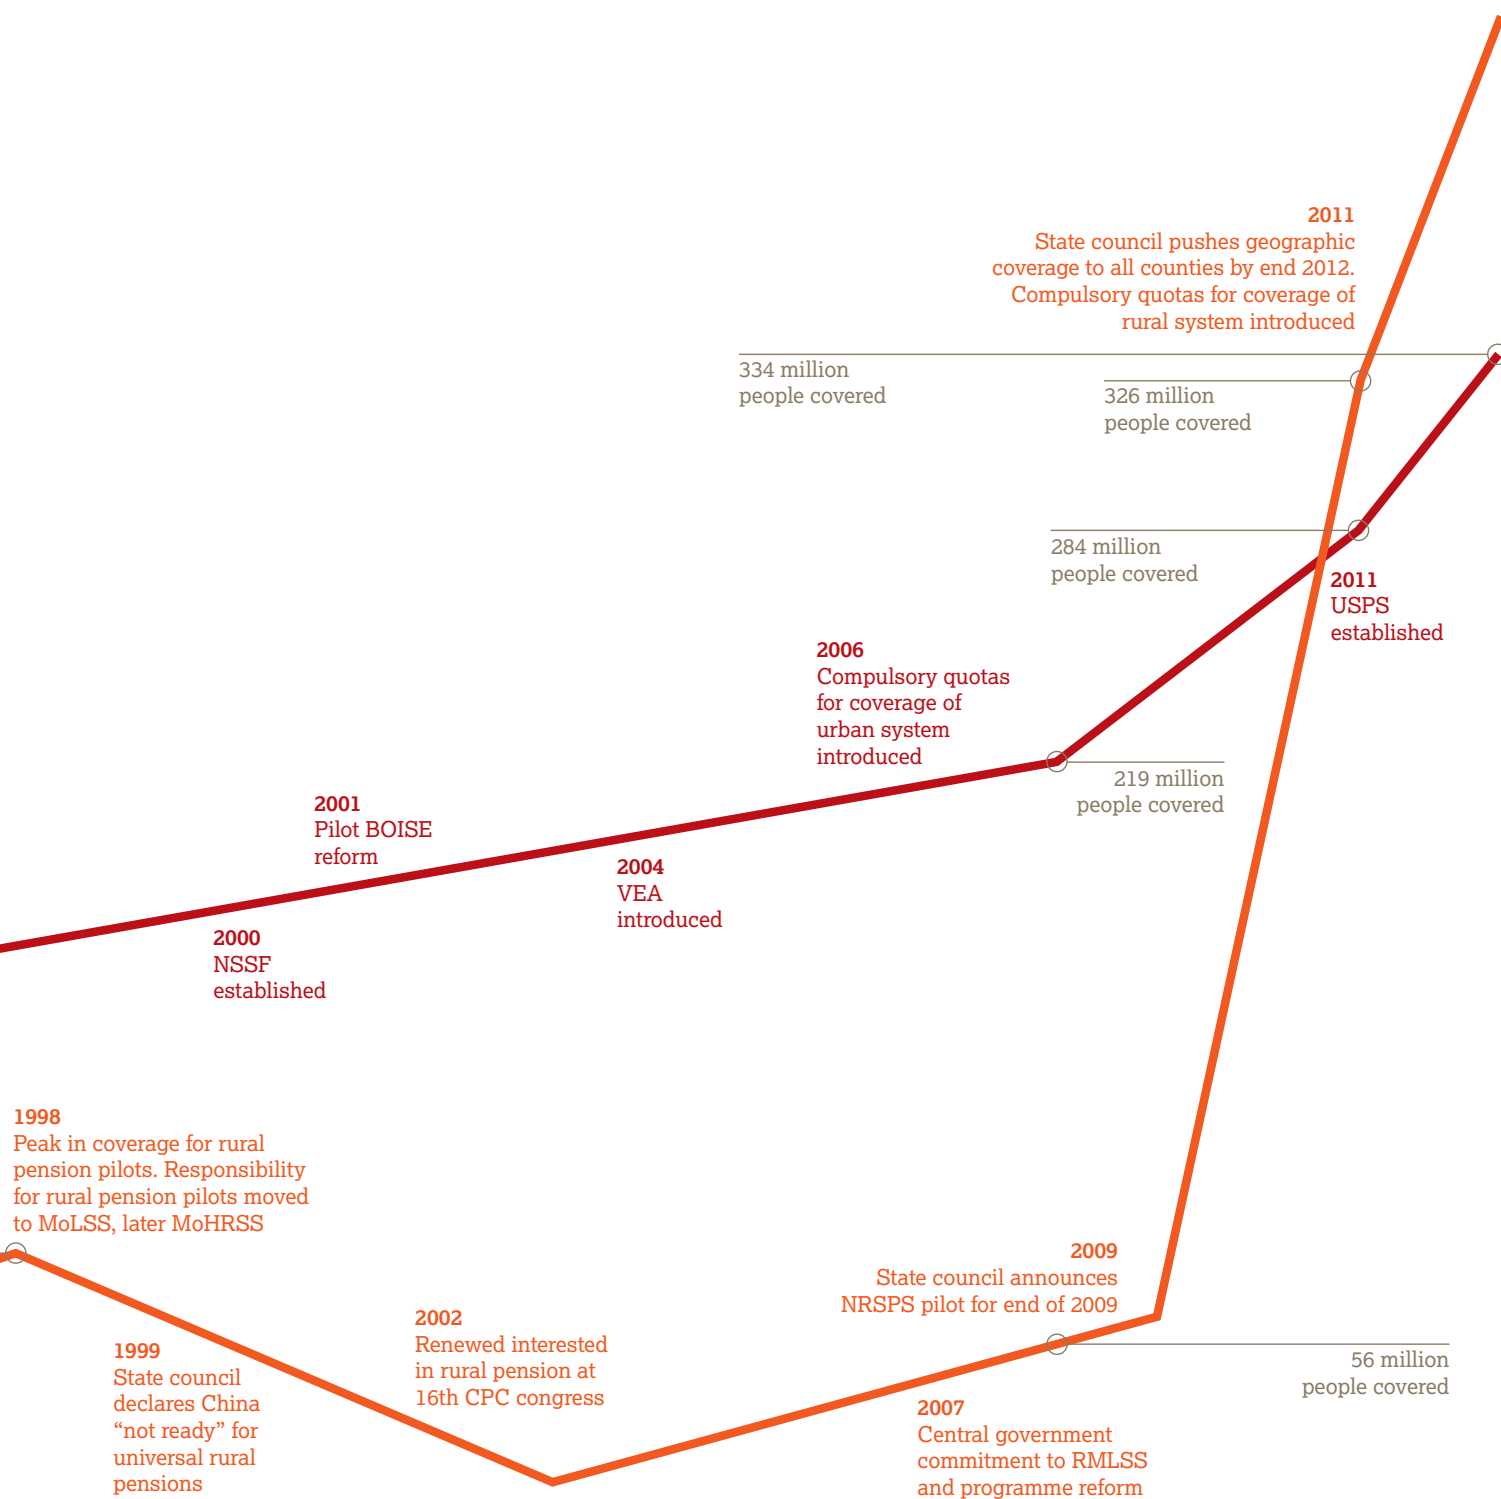 2011
State council pushes geographic
coverage to all counties by end 2012.
Compulsory quotas for coverage of
rural system introduced
334 million
people covered
326 million
people covered
284 million
people covered
2011
USPS
established
2006
Compulsory quotas
for coverage of
urban system
introduced
219 million
people covered
2001
Pilot BOISE
reform
2004
VEA
introduced
2000
NSSF
established
1998
Peak in coverage for rural
pension pilots. Responsibility
for rural pension pilots moved
to MoLSS, later MoHRSS
2009
State council announces
NRSPS pilot for end of 2009
2002
Renewed interested
in rural pension at
16th CPC congress
1999
State council
declares China
“not ready” for
universal rural
pensions
56 million
people covered
2007
Central government
commitment to RMLSS
and programme reform